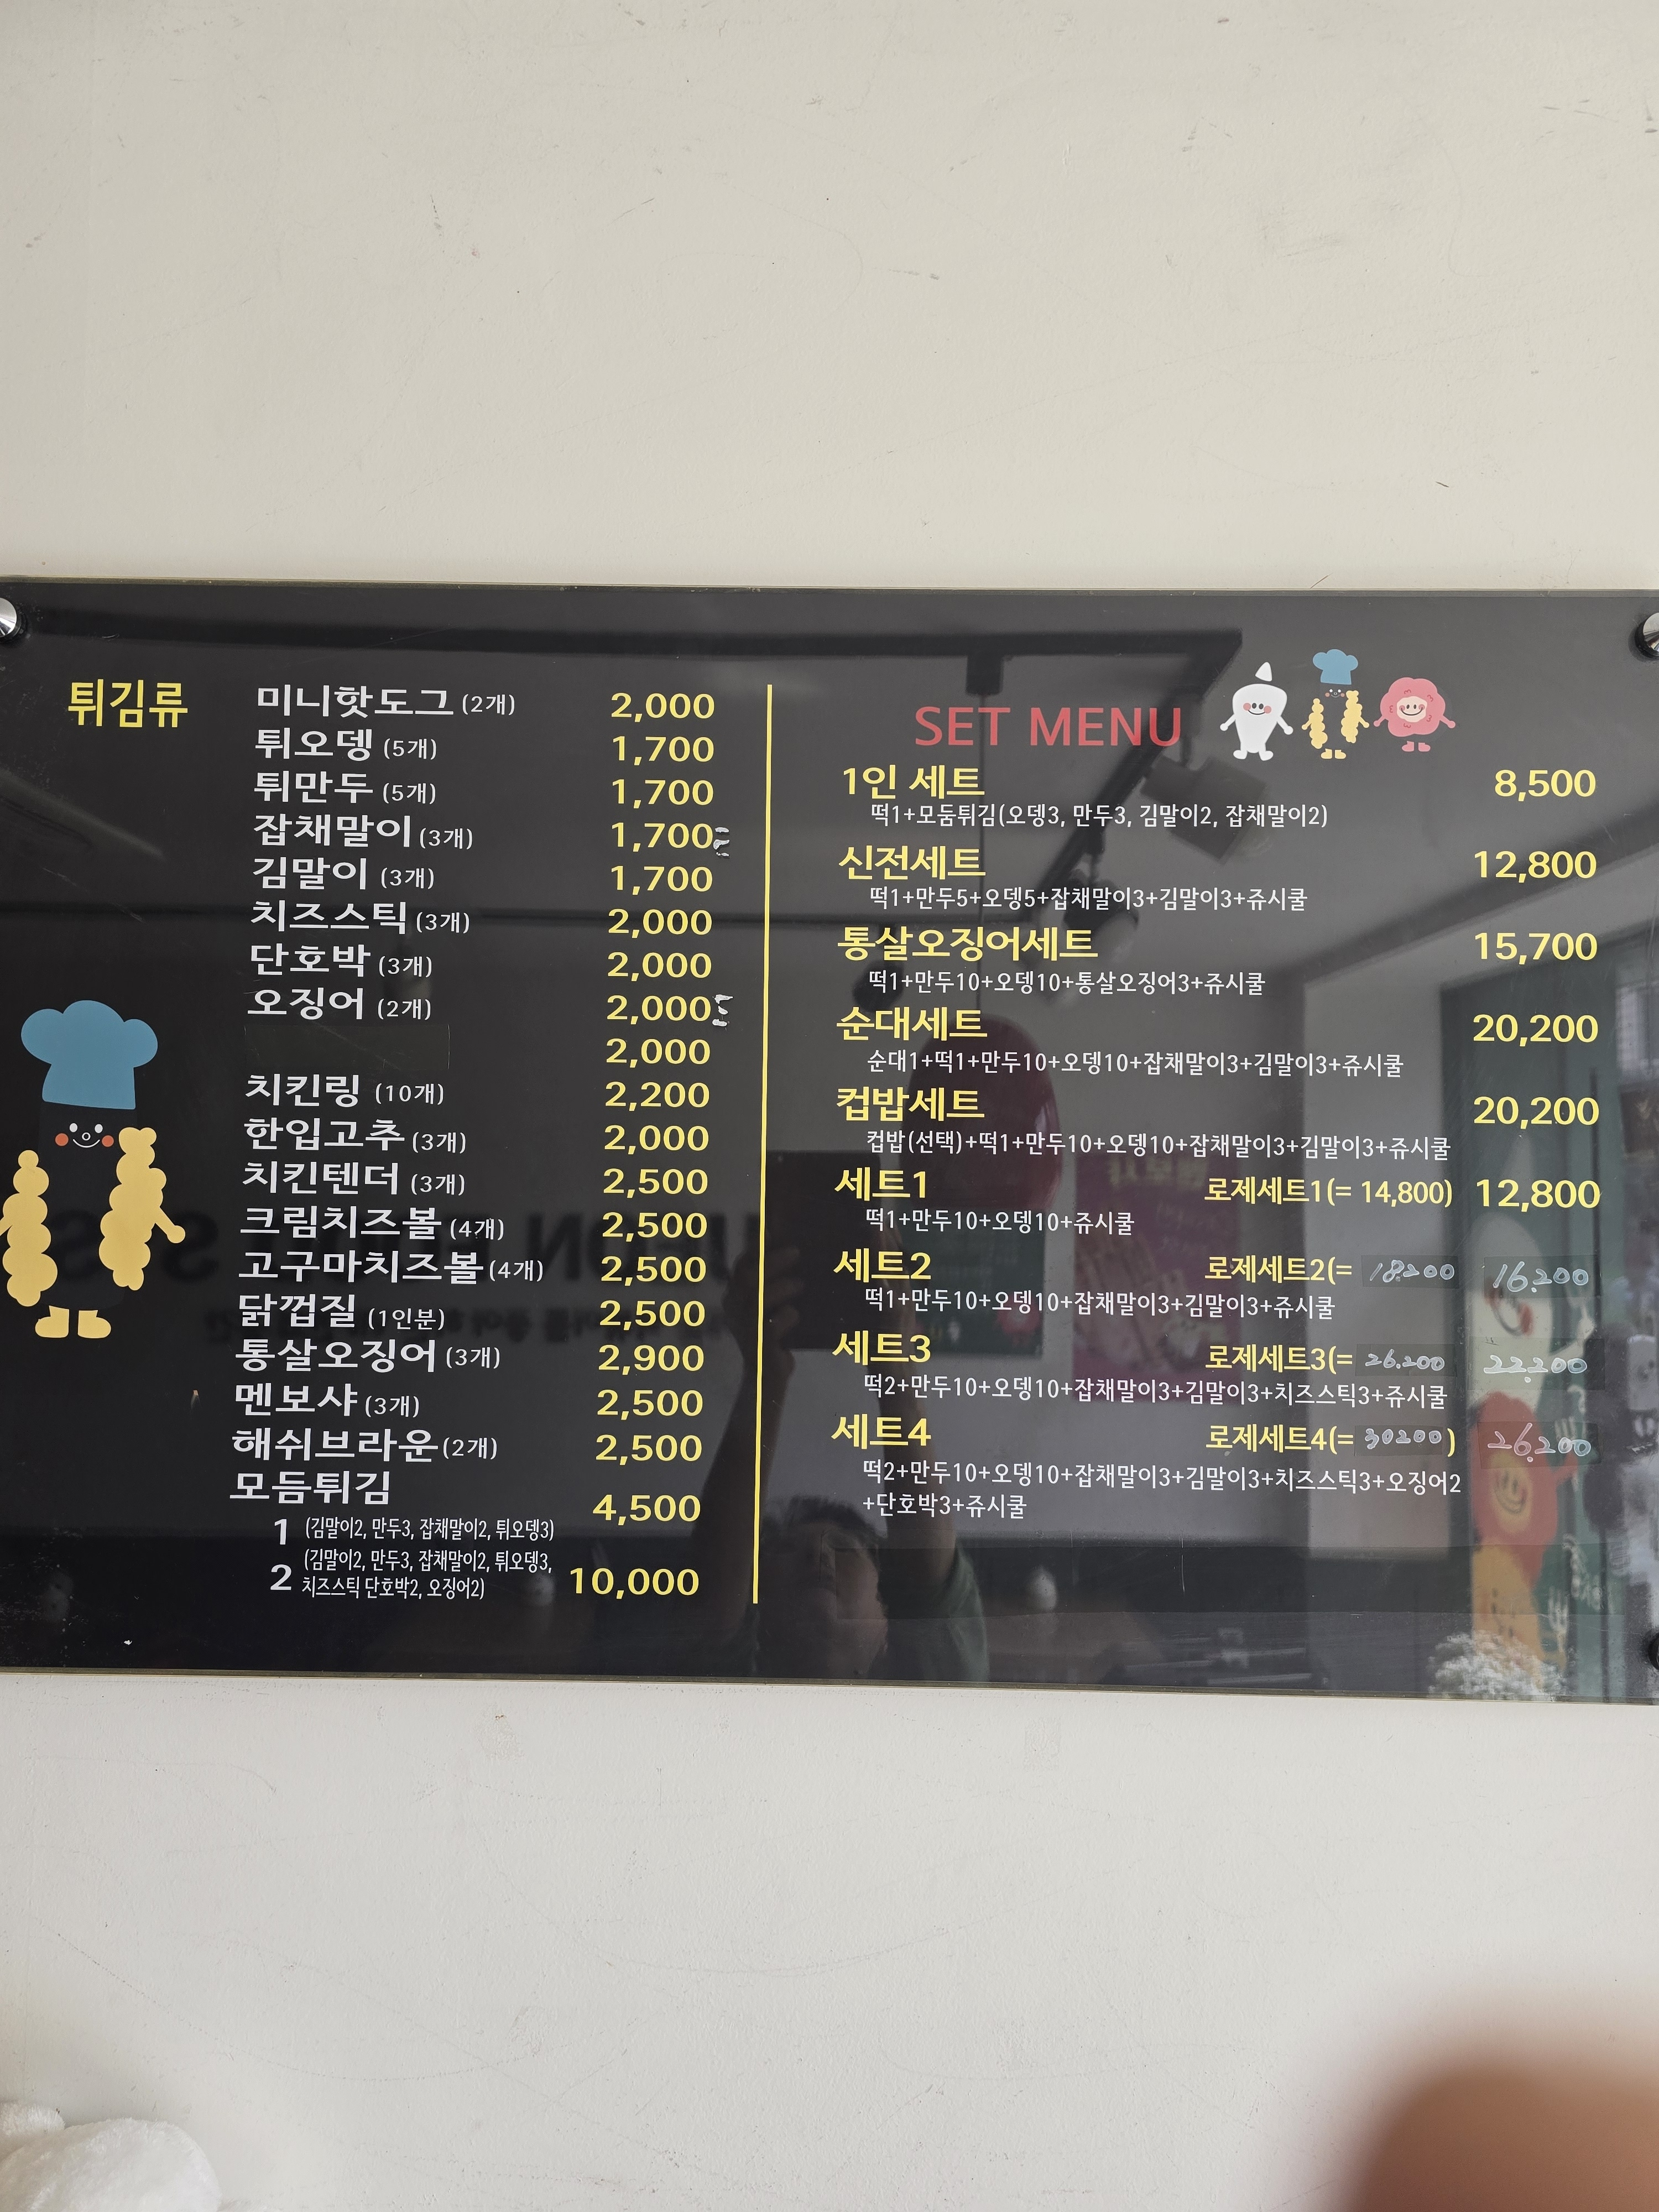 튀김류
미니핫도그 (2개) 2,000
튀오뎅 (5개) 1,700
튀만두 (5개) 1,700
잡채말이 (3개) 1,700
김말이 (3개) 1,700
치즈스틱 (3개) 2,000
단호박 (3개) 2,000
오징어 (2개) 2,000
2,000
치킨링 (10개) 2,200
한입고추 (3개) 2,000
치킨텐더 (3개) 2,500
크림치즈볼 (4개) 2,500
고구마치즈볼 (4개) 2,500
닭껍질 (1인분) 2,500
통살오징어 (3개) 2,900
멘보샤 (3개) 2,500
해쉬브라운 (2개) 2,500
모듬튀김
1 (김말이2, 만두3, 잡채말이2, 튀오뎅3) 4,500
2 (김말이2, 만두3, 잡채말이2, 튀오뎅3,
치즈스틱 단호박2, 오징어2) 10,000
SET MENU
1인 세트 8,500
떡1+모둠튀김(오뎅3, 만두3, 김말이2, 잡채말이2)
신전세트 12,800
떡1+만두5+오뎅5+잡채말이3+김말이3+쥬시쿨
통살오징어세트 15,700
떡1+만두10+오뎅10+통살오징어3+쥬시쿨
순대세트 20,200
순대1+떡1+만두10+오뎅10+잡채말이3+김말이3+쥬시쿨
컵밥세트 20,200
컵밥(선택)+떡1+만두10+오뎅10+잡채말이3+김말이3+쥬시쿨
세트1 로제세트1(= 14,800) 12,800
떡1+만두10+오뎅10+쥬시쿨
세트2 로제세트2(= 18.200 16.200
떡1+만두10+오뎅10+잡채말이3+김말이3+쥬시쿨
세트3 로제세트3(= 26.200 22.200
떡2+만두10+오뎅10+잡채말이3+김말이3+치즈스틱3+쥬시쿨
세트4 로제세트4(= 30200) 26.200
떡2+만두10+오뎅10+잡채말이3+김말이3+치즈스틱3+오징어2
+단호박3+쥬시쿨